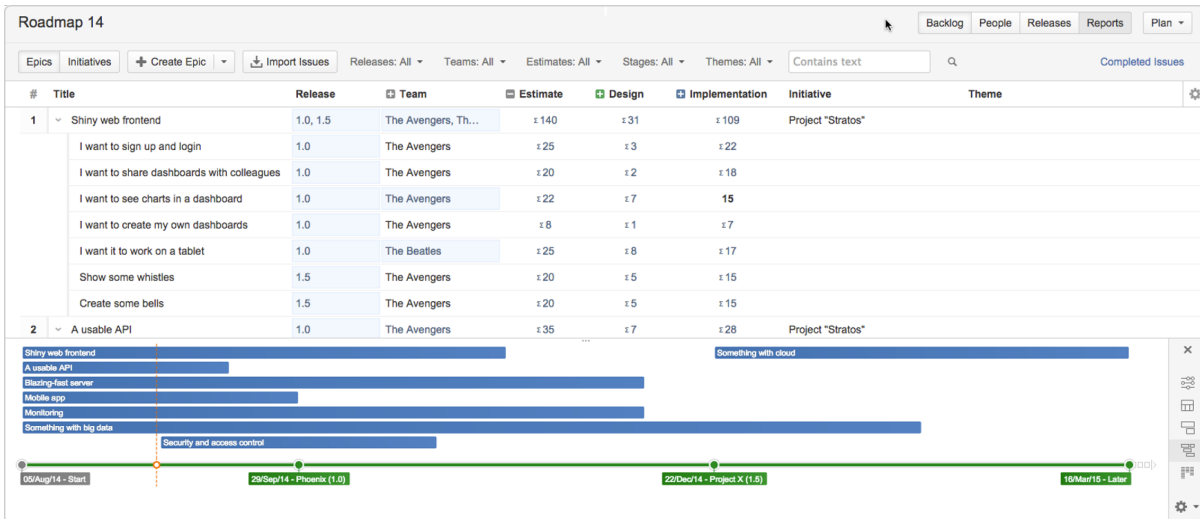 Roadmap 14
Backlog People Releases Reports Plan
Epics Initiatives Create Epic Import Issues Releases: All Teams: All Estimates: All Stages: All Themes: All Contains text Completed Issues
# Title Release Team Estimate Design Implementation Initiative Theme
1 Shiny web frontend 1.0, 1.5 The Avengers, Th... Σ 140 Σ 31 Σ 109 Project "Stratos"
I want to sign up and login 1.0 The Avengers Σ 25 Σ 3 Σ 22
I want to share dashboards with colleagues 1.0 The Avengers Σ 20 Σ 2 Σ 18
I want to see charts in a dashboard 1.0 The Avengers Σ 22 Σ 7 15
I want to create my own dashboards 1.0 The Avengers Σ 8 Σ 1 Σ 7
I want it to work on a tablet 1.0 The Beatles Σ 25 Σ 8 Σ 17
Show some whistles 1.5 The Avengers Σ 20 Σ 5 Σ 15
Create some bells 1.5 The Avengers Σ 20 Σ 5 Σ 15
2 A usable API 1.0 The Avengers Σ 35 Σ 7 Σ 28 Project "Stratos"
Shiny web frontend Something with cloud
A usable API
Blazing-fast server
Mobile app
Monitoring
Something with big data
Security and access control
05/Aug/14 - Start 29/Sep/14 - Phoenix (1.0) 22/Dec/14 - Project X (1.5) 16/Mar/15 - Later